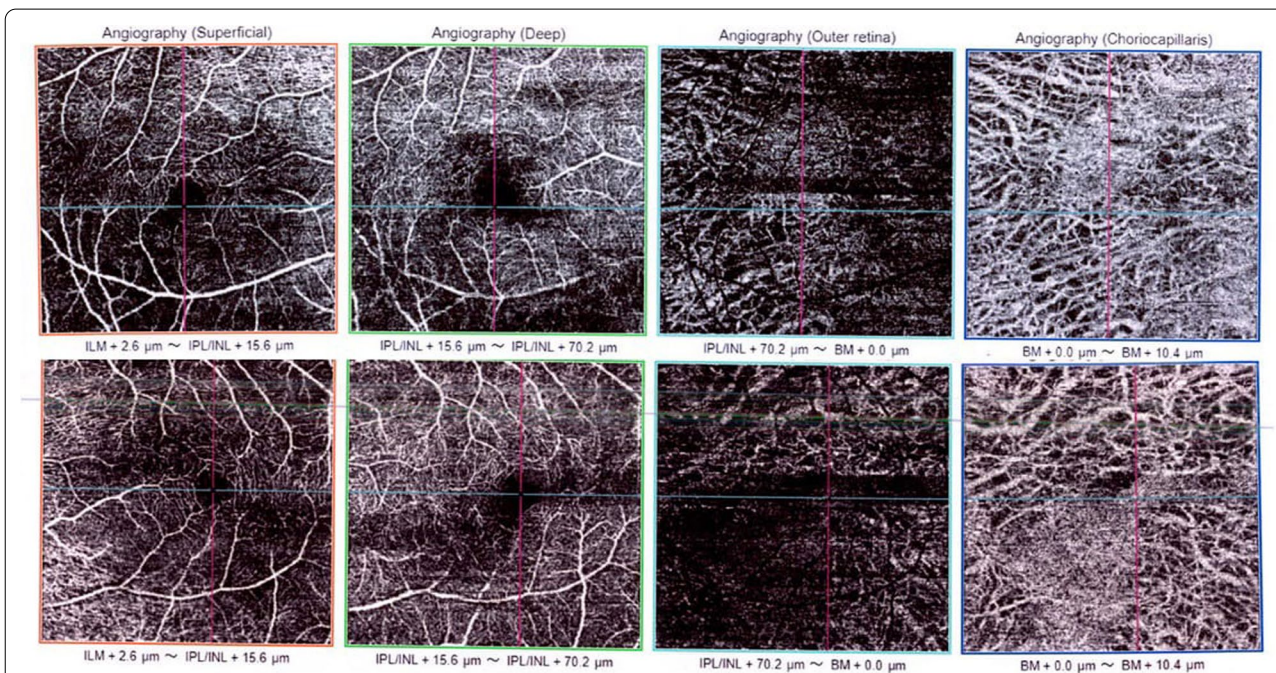 Angiography (Superficial)
Angiography (Deep)
Angiography (Outer retina)
Angiography (Choriocapillaris)
ILM + 2.6 µm ～ IPL/INL + 15.6 µm
IPL/INL + 15.6 µm ～ IPL/INL + 70.2 µm
IPL/INL + 70.2 µm ～ BM + 0.0 µm
BM + 0.0 µm ～ BM + 10.4 µm
ILM + 2.6 µm ～ IPL/INL + 15.6 µm
IPL/INL + 15.6 µm ～ IPL/INL + 70.2 µm
IPL/INL + 70.2 µm ～ BM + 0.0 µm
BM + 0.0 µm ～ BM + 10.4 µm